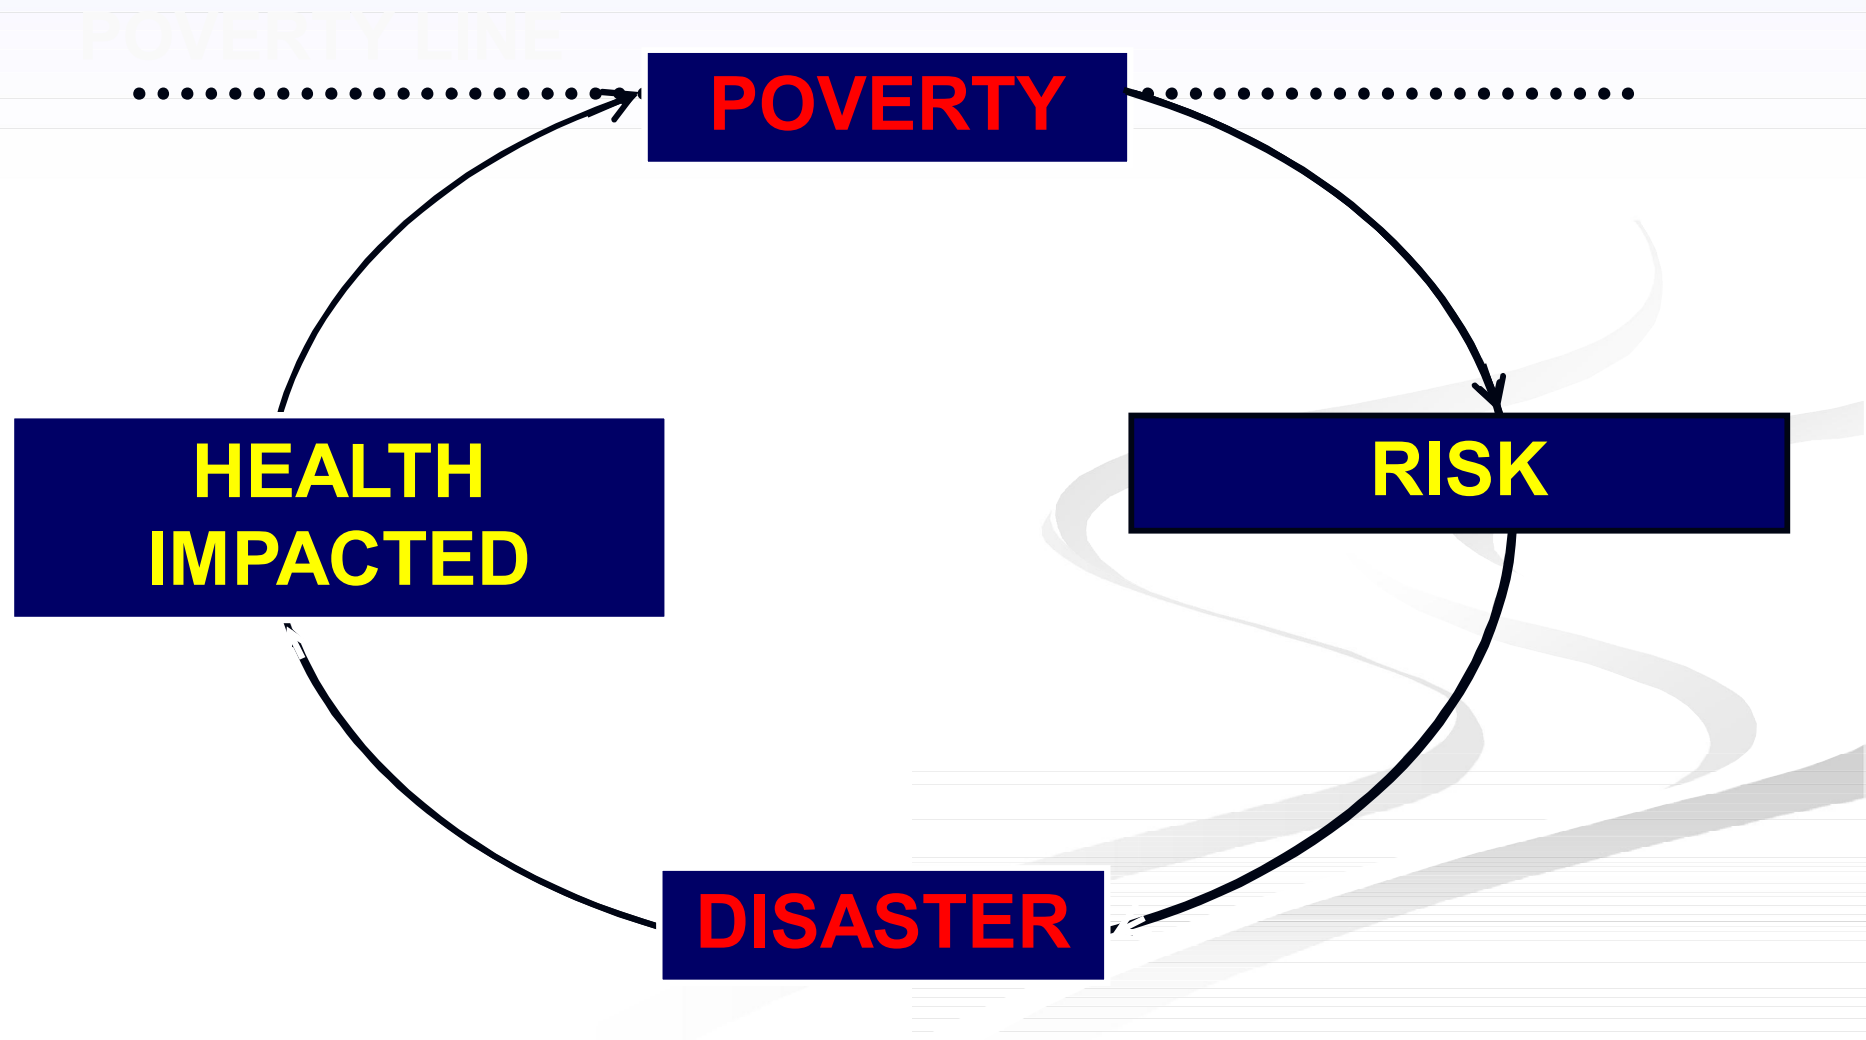 POVERTY LINE
POVERTY
HEALTH
IMPACTED
RISK
DISASTER